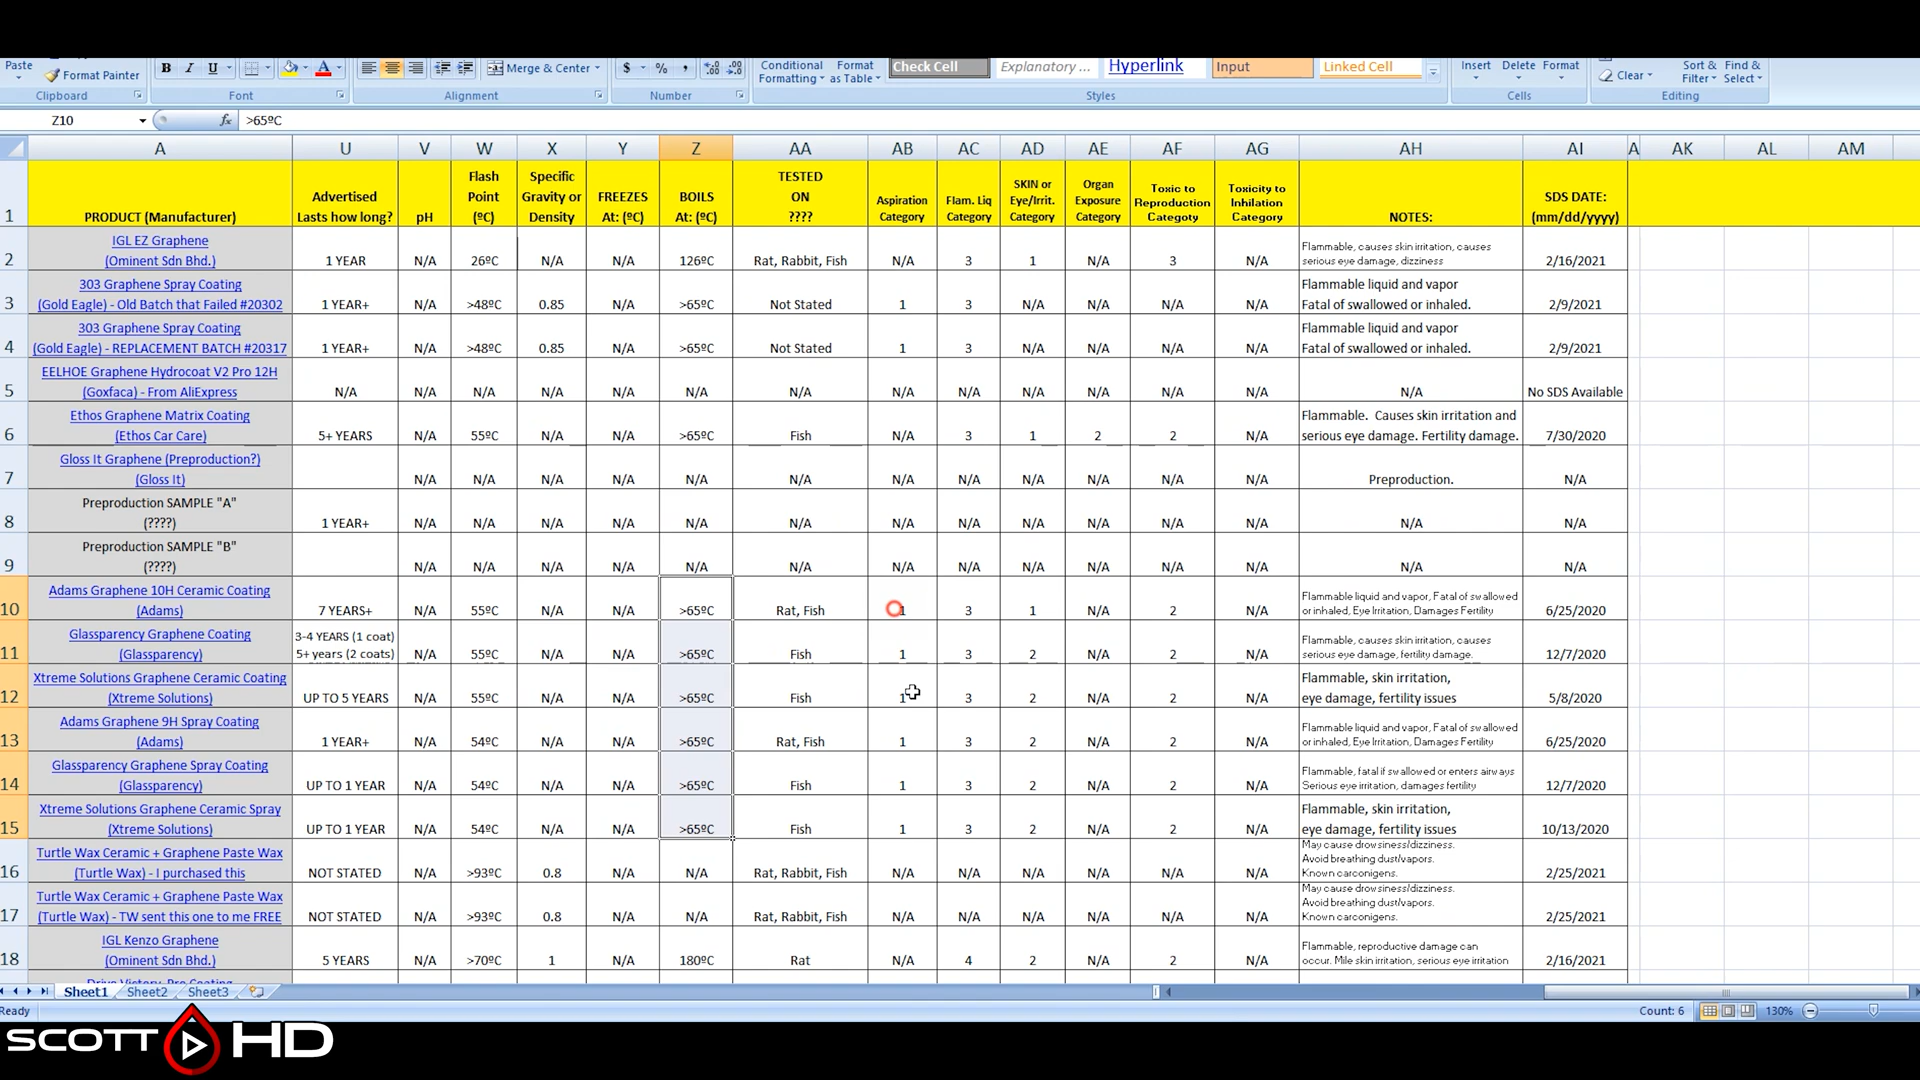 Paste Format Painter B I U A Merge & Center $ % , Conditional Formatting Format as Table Check Cell Explanatory ... Hyperlink Input Linked Cell Insert Delete Format Clear Sort & Filter Find & Select
Clipboard Font Alignment Number Styles Cells Editing
Z10 fx >65ºC
A U V W X Y Z AA AB AC AD AE AF AG AH AI A AK AL AM
1 PRODUCT (Manufacturer) Advertised Lasts how long? pH Flash Point (ºC) Specific Gravity or Density FREEZES At: (ºC) BOILS At: (ºC) TESTED ON ???? Aspiration Category Flam. Liq Category SKIN or Eye/Irrit. Category Organ Exposure Category Toxic to Reproduction Categoty Toxicity to Inhilation Category NOTES: SDS DATE: (mm/dd/yyyy)
2 IGL EZ Graphene (Ominent Sdn Bhd.) 1 YEAR N/A 26ºC N/A N/A 126ºC Rat, Rabbit, Fish N/A 3 1 N/A 3 N/A Flammable, causes skin irritation, causes serious eye damage, dizziness 2/16/2021
3 303 Graphene Spray Coating (Gold Eagle) - Old Batch that Failed #20302 1 YEAR+ N/A >48ºC 0.85 N/A >65ºC Not Stated 1 3 N/A N/A N/A N/A Flammable liquid and vapor Fatal of swallowed or inhaled. 2/9/2021
4 303 Graphene Spray Coating (Gold Eagle) - REPLACEMENT BATCH #20317 1 YEAR+ N/A >48ºC 0.85 N/A >65ºC Not Stated 1 3 N/A N/A N/A N/A Flammable liquid and vapor Fatal of swallowed or inhaled. 2/9/2021
5 EELHOE Graphene Hydrocoat V2 Pro 12H (Goxfaca) - From AliExpress N/A N/A N/A N/A N/A N/A N/A N/A N/A N/A N/A N/A N/A N/A No SDS Available
6 Ethos Graphene Matrix Coating (Ethos Car Care) 5+ YEARS N/A 55ºC N/A N/A >65ºC Fish N/A 3 1 2 2 N/A Flammable. Causes skin irritation and serious eye damage. Fertility damage. 7/30/2020
7 Gloss It Graphene (Preproduction?) (Gloss It) N/A N/A N/A N/A N/A N/A N/A N/A N/A N/A N/A N/A Preproduction. N/A
8 Preproduction SAMPLE "A" (????) 1 YEAR+ N/A N/A N/A N/A N/A N/A N/A N/A N/A N/A N/A N/A N/A N/A
9 Preproduction SAMPLE "B" (????) N/A N/A N/A N/A N/A N/A N/A N/A N/A N/A N/A N/A N/A N/A
10 Adams Graphene 10H Ceramic Coating (Adams) 7 YEARS+ N/A 55ºC N/A N/A >65ºC Rat, Fish 1 3 1 N/A 2 N/A Flammable liquid and vapor, Fatal of swallowed or inhaled, Eye Irritation, Damages Fertility 6/25/2020
11 Glassparency Graphene Coating (Glassparency) 3-4 YEARS (1 coat) 5+ years (2 coats) N/A 55ºC N/A N/A >65ºC Fish 1 3 2 N/A 2 N/A Flammable, causes skin irritation, causes serious eye damage, fertility damage. 12/7/2020
12 Xtreme Solutions Graphene Ceramic Coating (Xtreme Solutions) UP TO 5 YEARS N/A 55ºC N/A N/A >65ºC Fish 1 3 2 N/A 2 N/A Flammable, skin irritation, eye damage, fertility issues 5/8/2020
13 Adams Graphene 9H Spray Coating (Adams) 1 YEAR+ N/A 54ºC N/A N/A >65ºC Rat, Fish 1 3 2 N/A 2 N/A Flammable liquid and vapor, Fatal of swallowed or inhaled, Eye Irritation, Damages Fertility 6/25/2020
14 Glassparency Graphene Spray Coating (Glassparency) UP TO 1 YEAR N/A 54ºC N/A N/A >65ºC Fish 1 3 2 N/A 2 N/A Flammable, fatal if swallowed or enters airways Serious eye irritation, damages fertility 12/7/2020
15 Xtreme Solutions Graphene Ceramic Spray (Xtreme Solutions) UP TO 1 YEAR N/A 54ºC N/A N/A >65ºC Fish 1 3 2 N/A 2 N/A Flammable, skin irritation, eye damage, fertility issues 10/13/2020
16 Turtle Wax Ceramic + Graphene Paste Wax (Turtle Wax) - I purchased this NOT STATED N/A >93ºC 0.8 N/A N/A Rat, Rabbit, Fish N/A N/A N/A N/A N/A N/A May cause drowsiness/dizziness. Avoid breathing dust/vapors. Known carconigens. 2/25/2021
17 Turtle Wax Ceramic + Graphene Paste Wax (Turtle Wax) - TW sent this one to me FREE NOT STATED N/A >93ºC 0.8 N/A N/A Rat, Rabbit, Fish N/A N/A N/A N/A N/A N/A May cause drowsiness/dizziness. Avoid breathing dust/vapors. Known carconigens. 2/25/2021
18 IGL Kenzo Graphene (Ominent Sdn Bhd.) 5 YEARS N/A >70ºC 1 N/A 180ºC Rat N/A 4 2 N/A 2 N/A Flammable, reproductive damage can occur. Mile skin irritation, serious eye irritation 2/16/2021
Sheet1 Sheet2 Sheet3
Ready Count: 6 130%
SCOTT HD